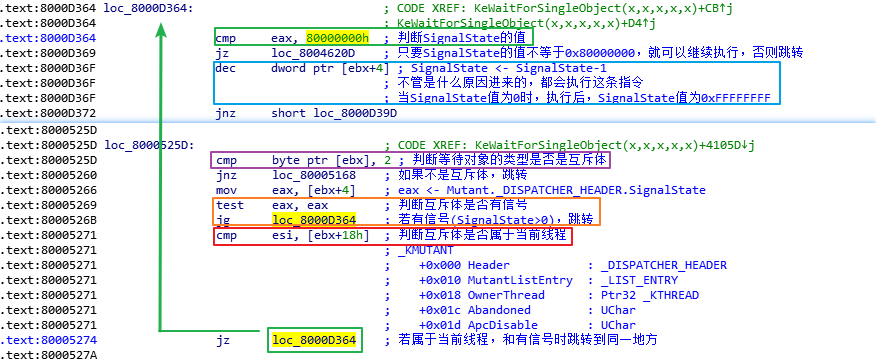 .text:8000D364 loc_8000D364: ; CODE XREF: KeWaitForSingleObject(x,x,x,x,x)+CB↑j
.text:8000D364 ; KeWaitForSingleObject(x,x,x,x,x)+D4↑j
.text:8000D364 cmp eax, 80000000h ; 判断SignalState的值
.text:8000D369 jz loc_8004620D ; 只要SignalState的值不等于0x80000000，就可以继续执行，否则跳转
.text:8000D36F dec dword ptr [ebx+4] ; SignalState <- SignalState-1
.text:8000D36F ; 不管是什么原因进来的，都会执行这条指令
.text:8000D36F ; 当SignalState值为0时，执行后，SignalState值为0xFFFFFFFF
.text:8000D372 jnz short loc_8000D39D
.text:8000525D
.text:8000525D loc_8000525D: ; CODE XREF: KeWaitForSingleObject(x,x,x,x,x)+4105D↓j
.text:8000525D cmp byte ptr [ebx], 2 ; 判断等待对象的类型是否是互斥体
.text:80005260 jnz loc_80005168 ; 如果不是互斥体，跳转
.text:80005266 mov eax, [ebx+4] ; eax <- Mutant._DISPATCHER_HEADER.SignalState
.text:80005269 test eax, eax ; 判断互斥体是否有信号
.text:8000526B jg loc_8000D364 ; 若有信号(SignalState>0)，跳转
.text:80005271 cmp esi, [ebx+18h] ; 判断互斥体是否属于当前线程
.text:80005271 ; _KMUTANT
.text:80005271 ; +0x000 Header : _DISPATCHER_HEADER
.text:80005271 ; +0x010 MutantListEntry : _LIST_ENTRY
.text:80005271 ; +0x018 OwnerThread : Ptr32 _KTHREAD
.text:80005271 ; +0x01c Abandoned : UChar
.text:80005271 ; +0x01d ApcDisable : UChar
.text:80005274 jz loc_8000D364 ; 若属于当前线程，和有信号时跳转到同一地方
.text:8000527A